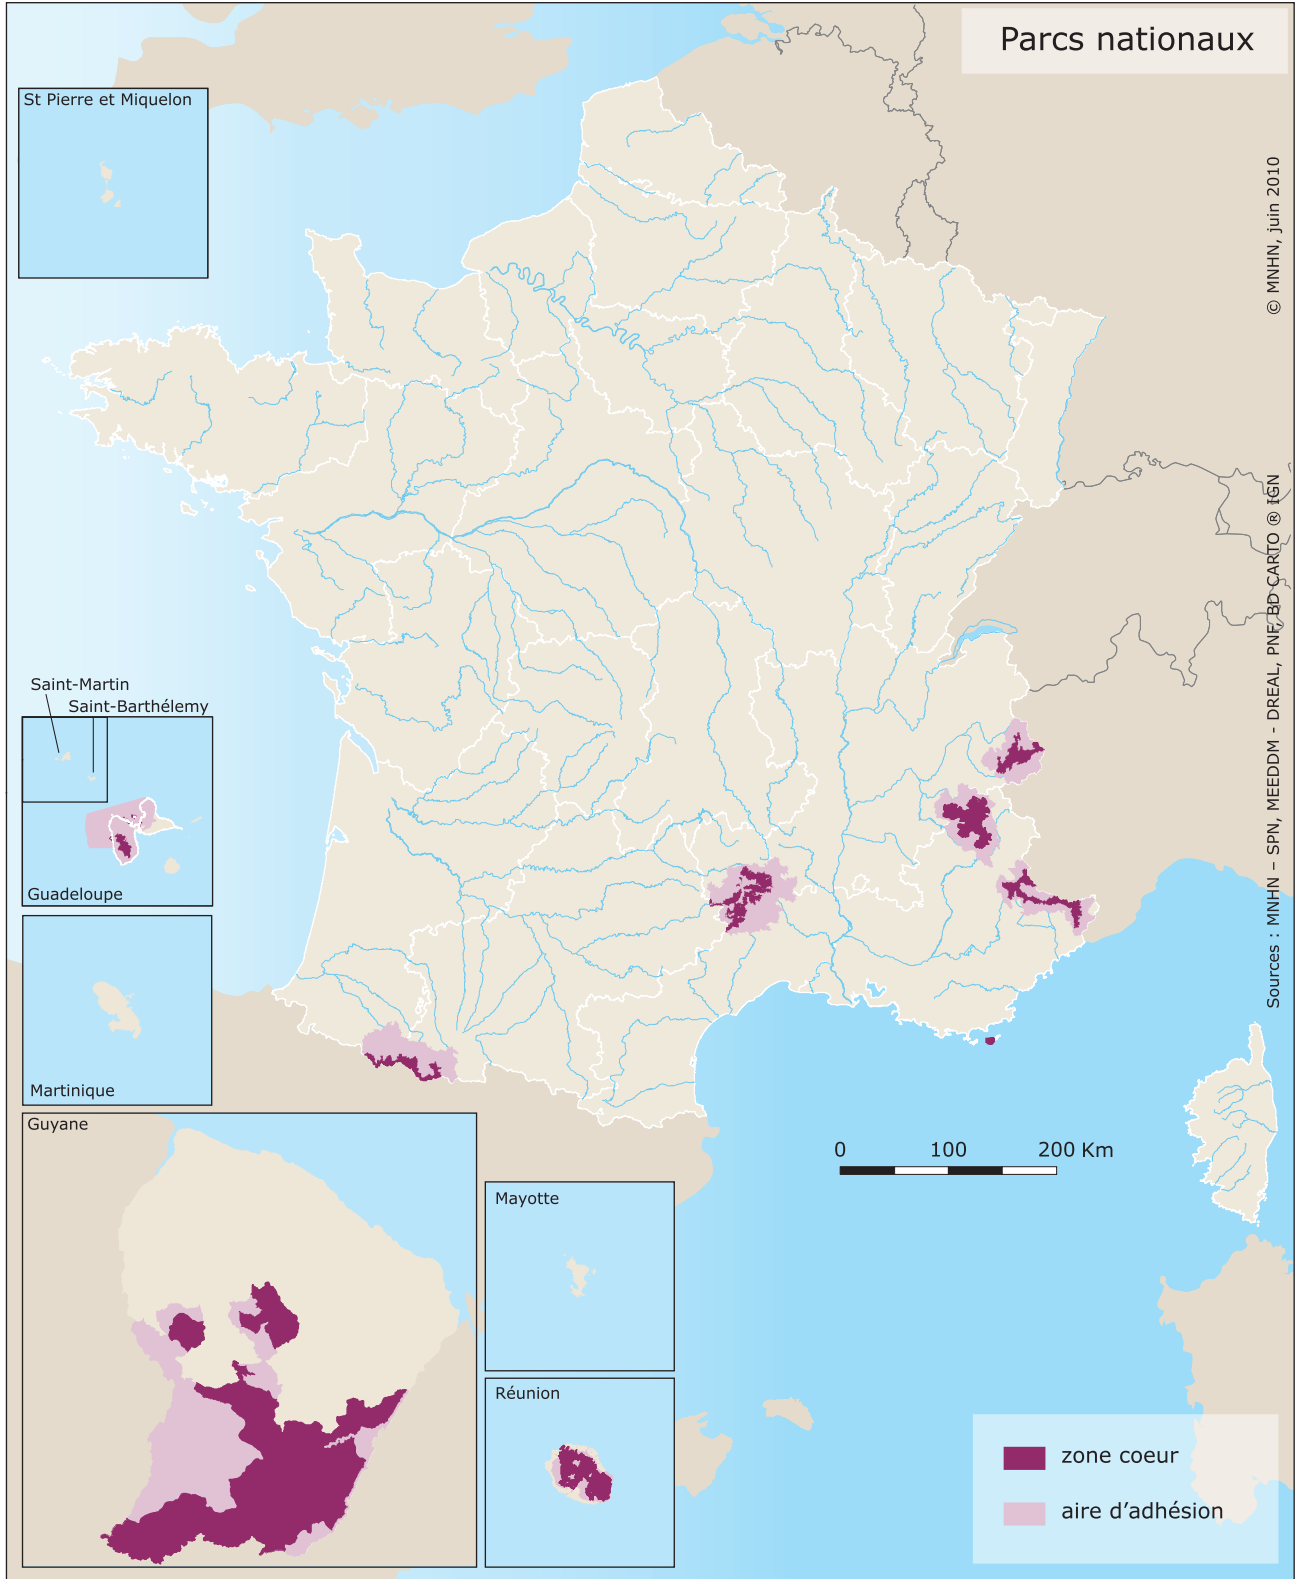 Parcs nationaux
St Pierre et Miquelon
© MNHN, juin 2010
Sources : MNHN – SPN, MEEDDM - DREAL, PNF, BD CARTO ® IGN
Saint-Martin
Saint-Barthélemy
Guadeloupe
Martinique
Guyane
0 100 200 Km
Mayotte
Réunion
zone coeur
aire d’adhésion